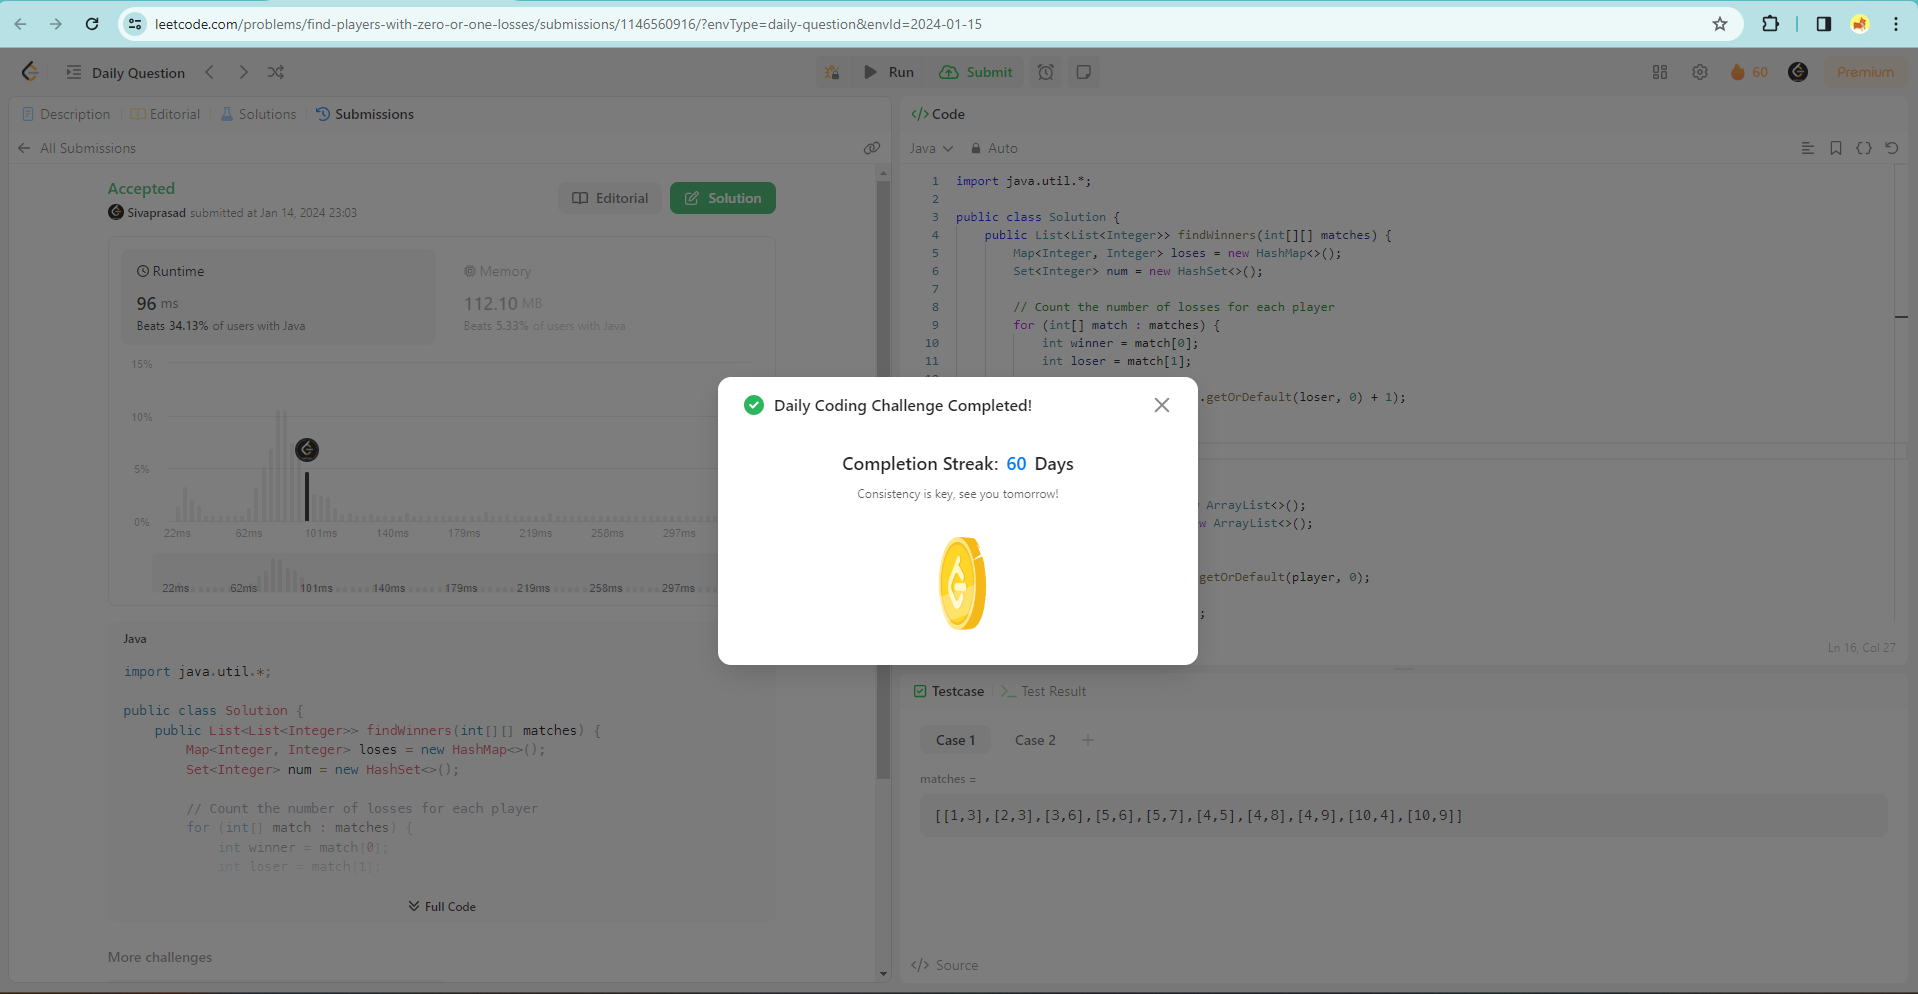 leetcode.com/problems/find-players-with-zero-or-one-losses/submissions/1146560916/?envType=daily-question&envId=2024-01-15
Daily Question
Run
Submit
60
Premium
Description
Editorial
Solutions
Submissions
All Submissions
Accepted
Sivaprasad submitted at Jan 14, 2024 23:03
Editorial
Solution
Runtime
96 ms
Beats 34.13% of users with Java
Memory
112.10 MB
Beats 5.33% of users with Java
15%
10%
5%
0%
22ms 62ms 101ms 140ms 179ms 219ms 258ms 297ms
22ms 62ms 101ms 140ms 179ms 219ms 258ms 297ms
Java
import java.util.*;
public class Solution {
public List<List<Integer>> findWinners(int[][] matches) {
Map<Integer, Integer> loses = new HashMap<>();
Set<Integer> num = new HashSet<>();
// Count the number of losses for each player
for (int[] match : matches) {
int winner = match[0];
int loser = match[1];
Full Code
More challenges
Daily Coding Challenge Completed!
Completion Streak: 60 Days
Consistency is key, see you tomorrow!
Code
Java
Auto
1 import java.util.*;
2
3 public class Solution {
4 public List<List<Integer>> findWinners(int[][] matches) {
5 Map<Integer, Integer> loses = new HashMap<>();
6 Set<Integer> num = new HashSet<>();
7
8 // Count the number of losses for each player
9 for (int[] match : matches) {
10 int winner = match[0];
11 int loser = match[1];
.getOrDefault(loser, 0) + 1);
ArrayList<>();
w ArrayList<>();
getOrDefault(player, 0);
;
Ln 16, Col 27
Testcase
Test Result
Case 1
Case 2
matches =
[[1,3],[2,3],[3,6],[5,6],[5,7],[4,5],[4,8],[4,9],[10,4],[10,9]]
Source